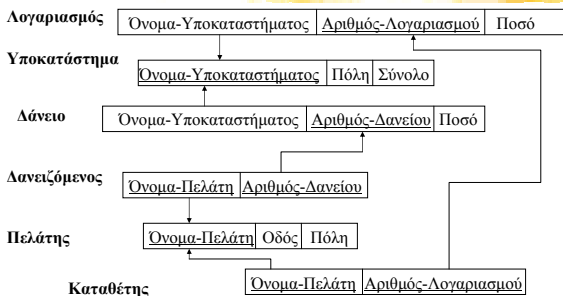 Λογαριασμός Όνομα-Υποκαταστήματος Αριθμός-Λογαριασμού Ποσό
Υποκατάστημα Όνομα-Υποκαταστήματος Πόλη Σύνολο
Δάνειο Όνομα-Υποκαταστήματος Αριθμός-Δανείου Ποσό
Δανειζόμενος Όνομα-Πελάτη Αριθμός-Δανείου
Πελάτης Όνομα-Πελάτη Οδός Πόλη
Καταθέτης Όνομα-Πελάτη Αριθμός-Λογαριασμού